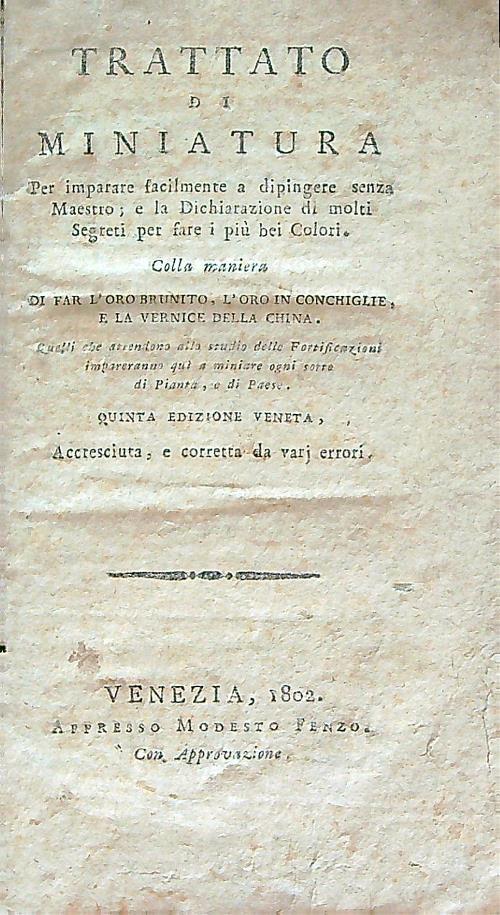 TRATTATO
DI
MINIATURA
Per imparare facilmente a dipingere senza
Maestro; e la Dichiarazione di molti
Segreti per fare i più bei Colori.
Colla maniera
DI FAR L'ORO BRUNITO, L'ORO IN CONCHIGLIE,
E LA VERNICE DELLA CHINA.
Quelli che attendono allo studio delle Fortificazioni
impareranno quì a miniare ogni sorte
di Pianta, e di Paese.
QUINTA EDIZIONE VENETA,
Accresciuta, e corretta da varj errori.
VENEZIA, 1802.
APPRESSO MODESTO FENZO.
Con Approvazione.